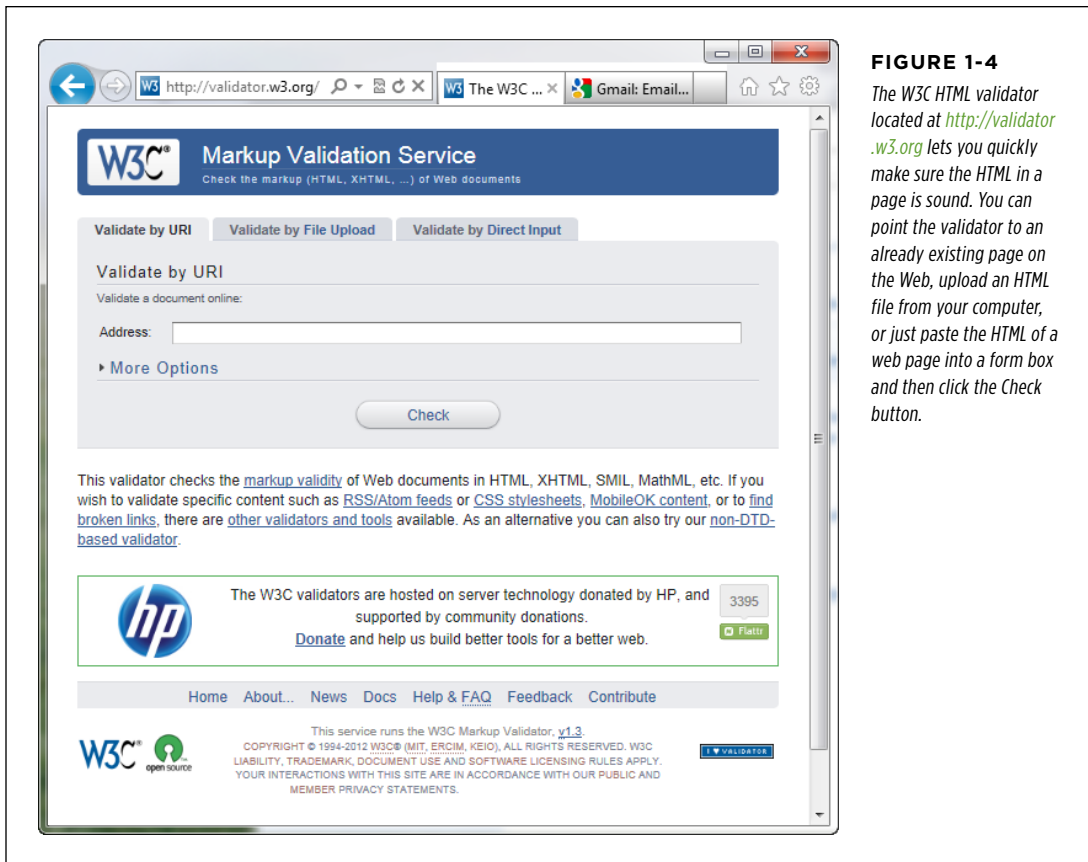 W3 http://validator.w3.org/
W3 The W3C ...
Gmail: Email...
W3C®
Markup Validation Service
Check the markup (HTML, XHTML, …) of Web documents
Validate by URI
Validate by File Upload
Validate by Direct Input
Validate by URI
Validate a document online:
Address:
More Options
Check
This validator checks the markup validity of Web documents in HTML, XHTML, SMIL, MathML, etc. If you
wish to validate specific content such as RSS/Atom feeds or CSS stylesheets, MobileOK content, or to find
broken links, there are other validators and tools available. As an alternative you can also try our non-DTD-
based validator.
hp
The W3C validators are hosted on server technology donated by HP, and
supported by community donations.
Donate and help us build better tools for a better web.
3395
Flattr
Home About... News Docs Help & FAQ Feedback Contribute
W3C®
open source
This service runs the W3C Markup Validator, v1.3.
COPYRIGHT © 1994-2012 W3C® (MIT, ERCIM, KEIO), ALL RIGHTS RESERVED. W3C
LIABILITY, TRADEMARK, DOCUMENT USE AND SOFTWARE LICENSING RULES APPLY.
YOUR INTERACTIONS WITH THIS SITE ARE IN ACCORDANCE WITH OUR PUBLIC AND
MEMBER PRIVACY STATEMENTS.
I ♥ VALIDATOR
FIGURE 1-4
The W3C HTML validator
located at http://validator
.w3.org lets you quickly
make sure the HTML in a
page is sound. You can
point the validator to an
already existing page on
the Web, upload an HTML
file from your computer,
or just paste the HTML of a
web page into a form box
and then click the Check
button.